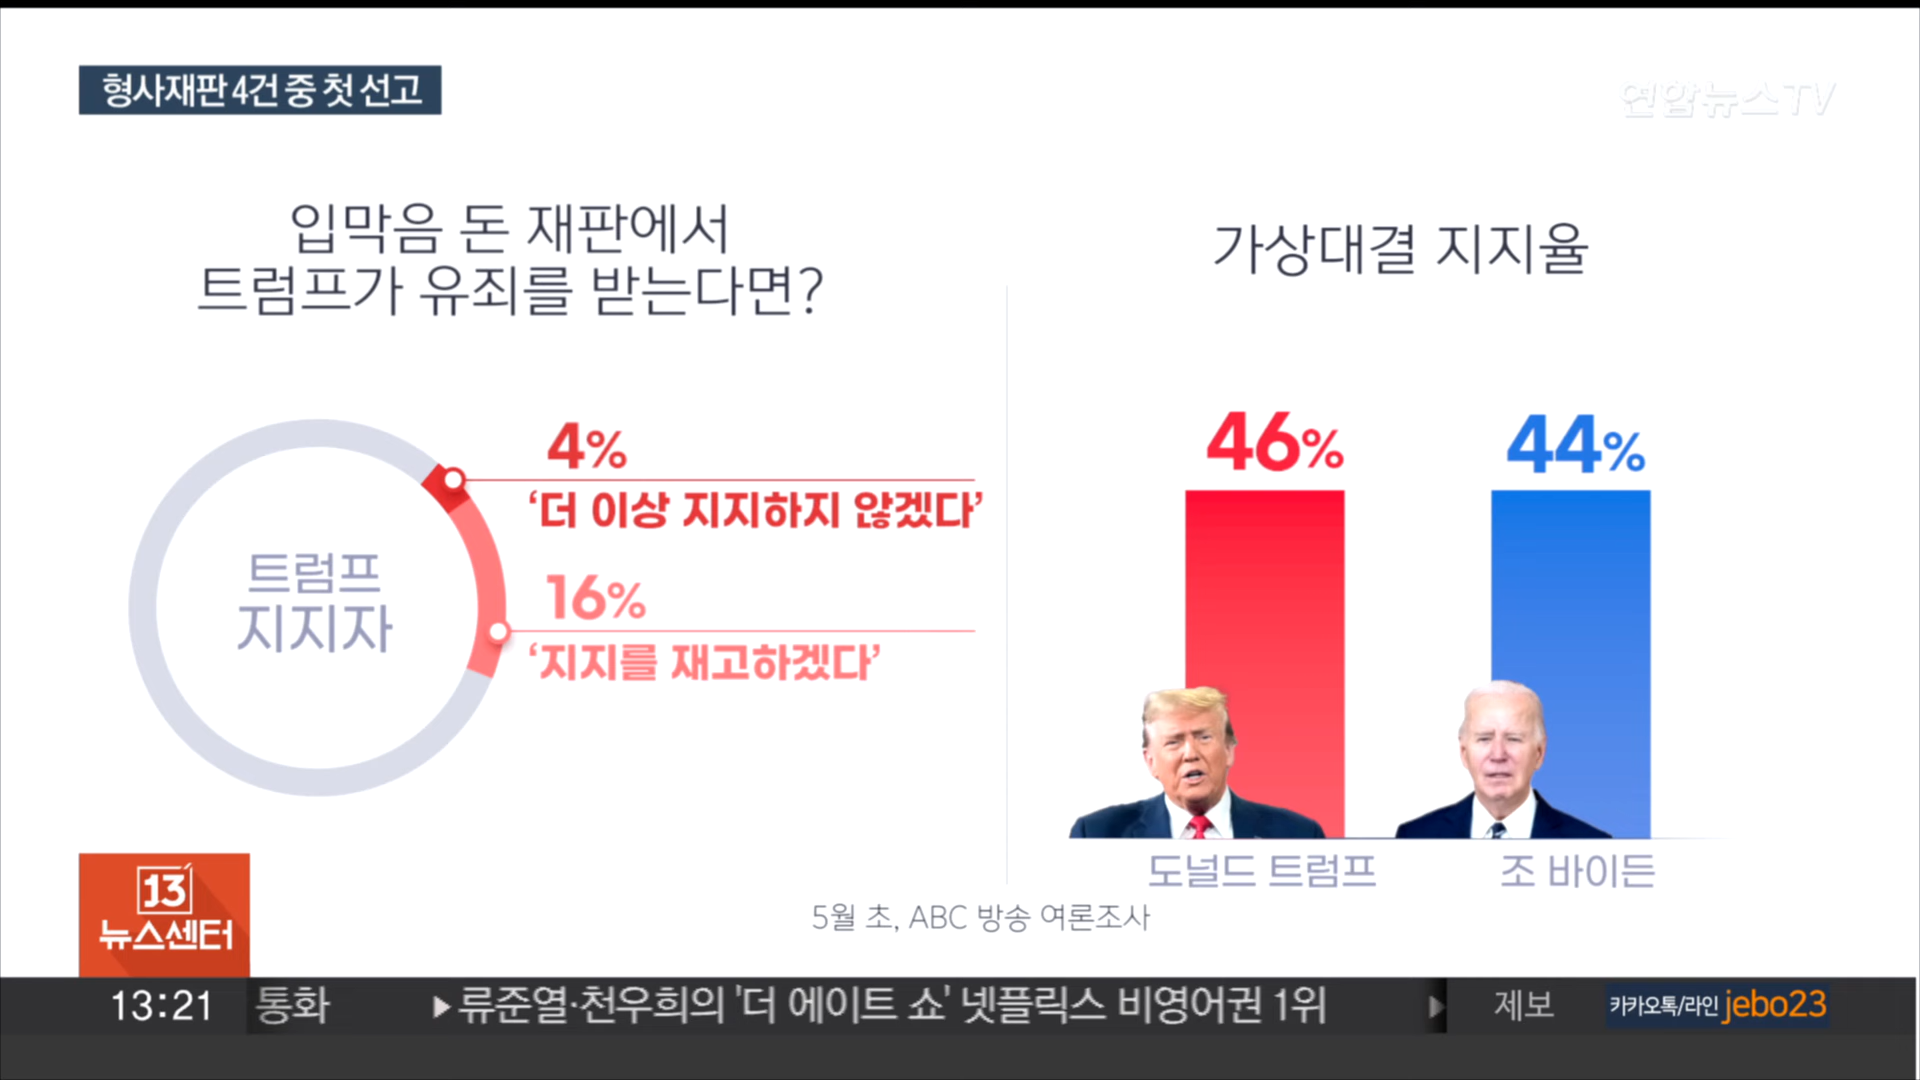 형사재판 4건 중 첫 선고
연합뉴스TV
입막음 돈 재판에서
트럼프가 유죄를 받는다면?
트럼프
지지자
4%
‘더 이상 지지하지 않겠다’
16%
‘지지를 재고하겠다’
가상대결 지지율
46%
44%
도널드 트럼프
조 바이든
5월 초, ABC 방송 여론조사
13
뉴스센터
13:21
통화 ▶류준열·천우희의 '더 에이트 쇼' 넷플릭스 비영어권 1위
제보 카카오톡/라인 jebo23